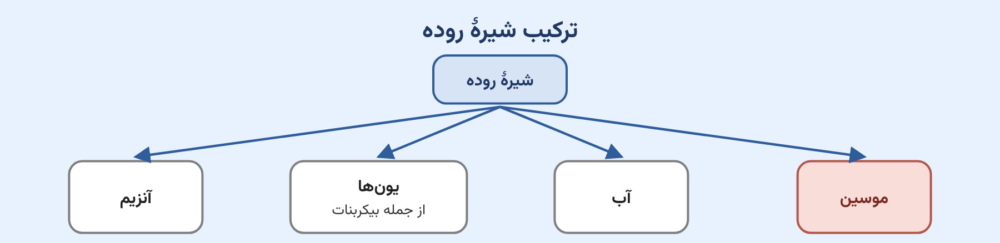 ترکیب شیرهٔ روده
شیرهٔ روده
موسین
آب
یون‌ها
از جمله بیکربنات
آنزیم